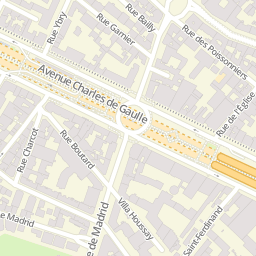 Rue Ybry
Rue Bailly
Rue Garnier
Rue des Poissonniers
Avenue Charles de Gaulle
Rue de l'Église
Rue Charcot
Rue Boutard
Villa Houssay
Saint-Ferdinand
e Madrid
e de Madrid